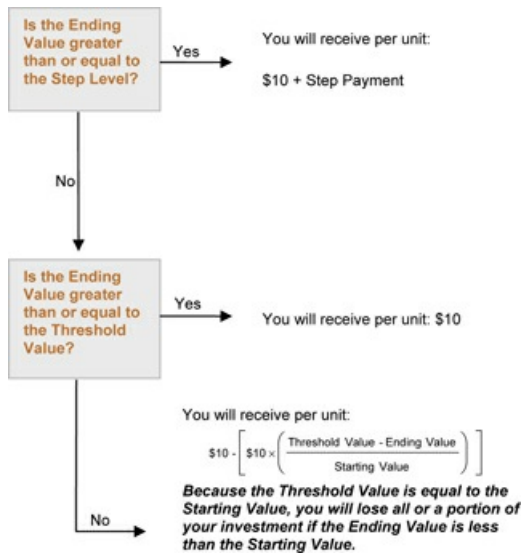 Is the Ending
Value greater
than or equal to
the Step Level?
Yes
You will receive per unit:
$10 + Step Payment
No
Is the Ending
Value greater
than or equal to
the Threshold
Value?
Yes
You will receive per unit: $10
You will receive per unit:
$10 - [ $10 × ( Threshold Value - Ending Value
Starting Value ) ]
No
Because the Threshold Value is equal to the
Starting Value, you will lose all or a portion of
your investment if the Ending Value is less
than the Starting Value.